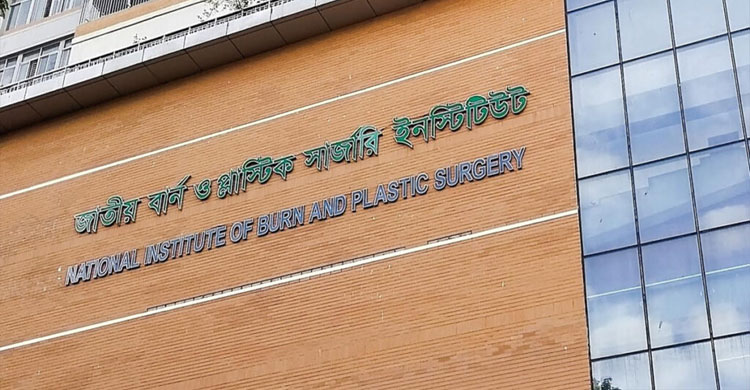 জাতীয় বার্ন ও প্লাস্টিক সার্জারি ইনস্টিটিউট
NATIONAL INSTITUTE OF BURN AND PLASTIC SURGERY